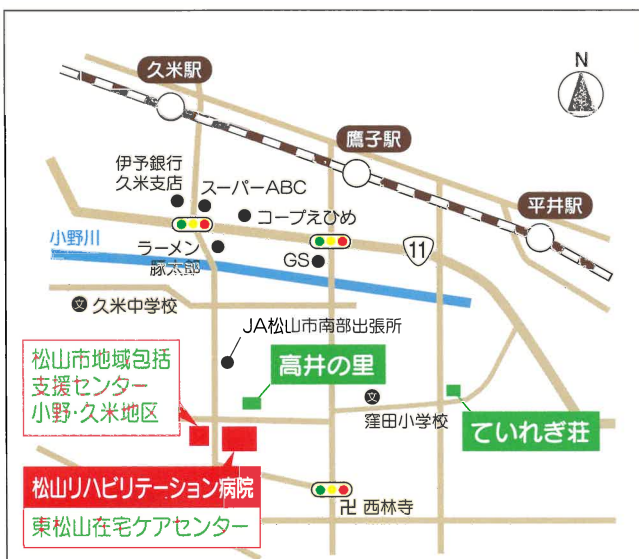 N
久米駅
鷹子駅
平井駅
伊予銀行
久米支店
スーパーABC
コープえひめ
小野川
ラーメン
豚太郎
GS
11
文 久米中学校
JA松山市南部出張所
松山市地域包括
支援センター
小野・久米地区
高井の里
文
窪田小学校
ていれぎ荘
松山リハビリテーション病院
東松山在宅ケアセンター
卍 西林寺